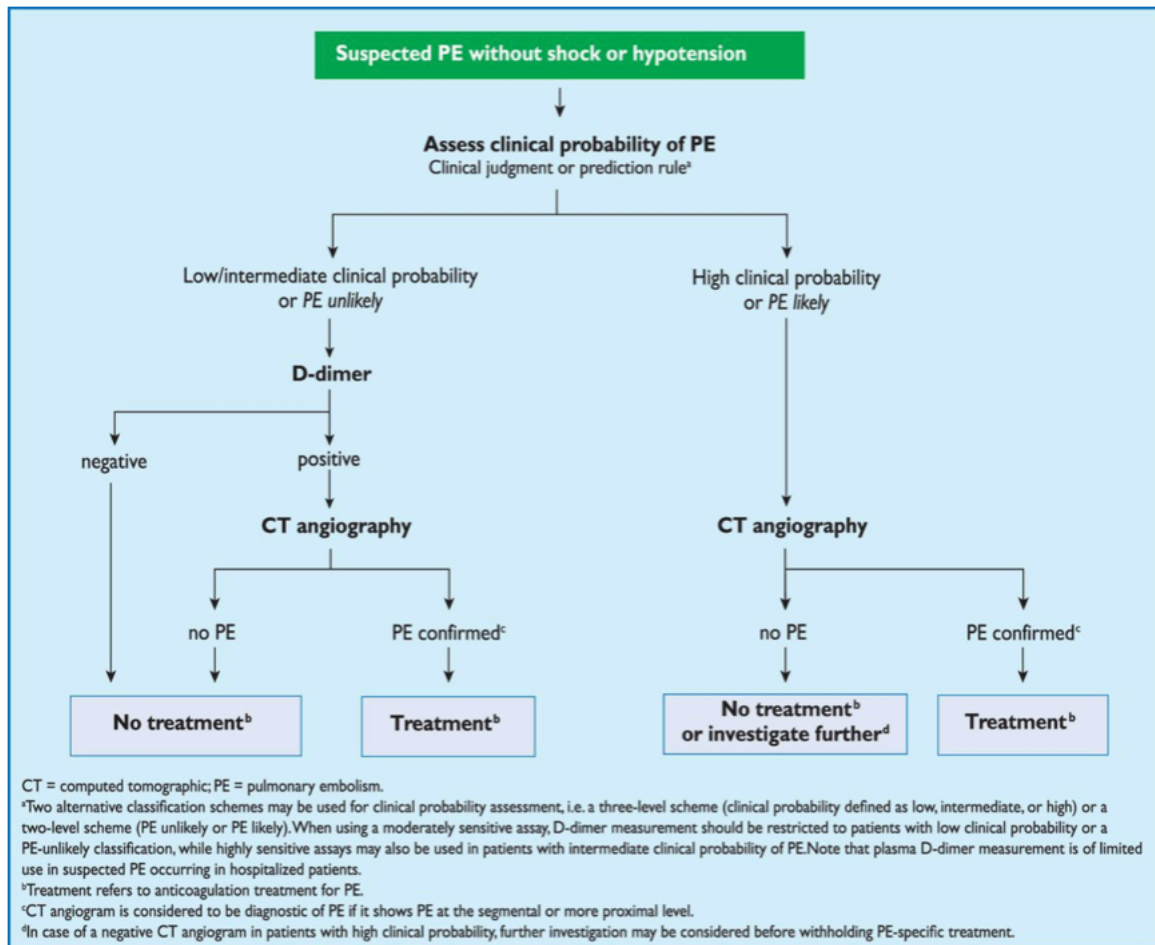 Suspected PE without shock or hypotension
Assess clinical probability of PE
Clinical judgment or prediction ruleᵃ
Low/intermediate clinical probability
or PE unlikely
High clinical probability
or PE likely
D-dimer
negative
positive
CT angiography
CT angiography
no PE
PE confirmedᶜ
no PE
PE confirmedᶜ
No treatmentᵇ
Treatmentᵇ
No treatmentᵇ
or investigate furtherᵈ
Treatmentᵇ
CT = computed tomographic; PE = pulmonary embolism.
ᵃTwo alternative classification schemes may be used for clinical probability assessment, i.e. a three-level scheme (clinical probability defined as low, intermediate, or high) or a
two-level scheme (PE unlikely or PE likely). When using a moderately sensitive assay, D-dimer measurement should be restricted to patients with low clinical probability or a
PE-unlikely classification, while highly sensitive assays may also be used in patients with intermediate clinical probability of PE. Note that plasma D-dimer measurement is of limited
use in suspected PE occurring in hospitalized patients.
ᵇTreatment refers to anticoagulation treatment for PE.
ᶜCT angiogram is considered to be diagnostic of PE if it shows PE at the segmental or more proximal level.
ᵈIn case of a negative CT angiogram in patients with high clinical probability, further investigation may be considered before withholding PE-specific treatment.